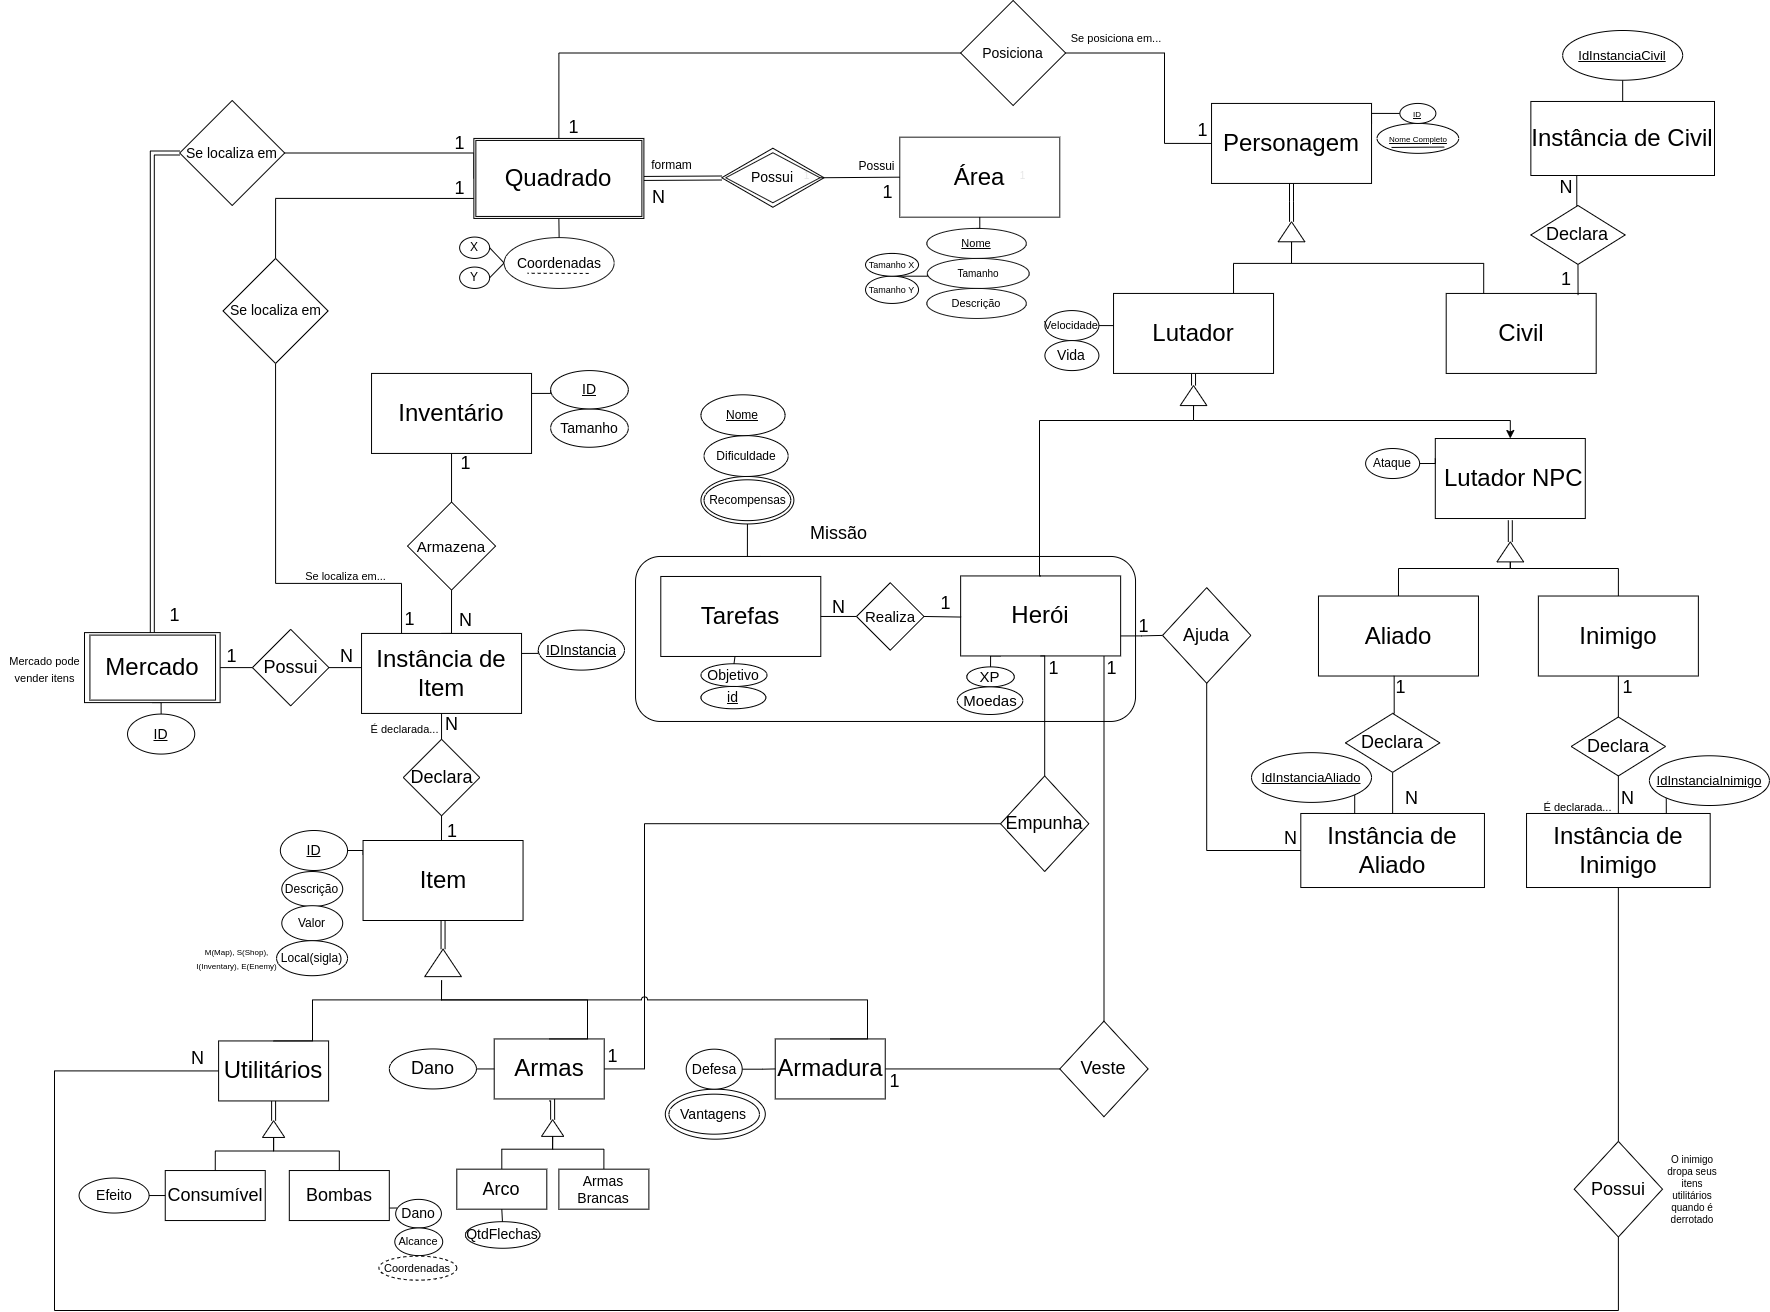 Posiciona
Se posiciona em...
IdInstanciaCivil
Se localiza em
1
1
Quadrado
formam
N
Possui
Possui
1
Área
1
1
Personagem
ID
Nome Completo
Instância de Civil
N
Declara
1
1
X
Y
Coordenadas
Nome
Tamanho X
Tamanho
Tamanho Y
Descrição
Se localiza em
Velocidade
Vida
Lutador
Civil
Inventário
ID
Tamanho
1
Nome
Dificuldade
Recompensas
Missão
Ataque
Lutador NPC
Armazena
Se localiza em...
1
N
1
Mercado pode
vender itens
Mercado
1
Possui
N
Instância de
Item
IDInstancia
ID
Tarefas
N
Realiza
1
Herói
Objetivo
id
XP
Moedas
1
1
1
Ajuda
Aliado
Inimigo
1
1
É declarada...
N
Declara
1
Declara
Declara
IdInstanciaAliado
IdInstanciaInimigo
N
É declarada...
N
N
Instância de
Aliado
Instância de
Inimigo
Empunha
ID
Descrição
Valor
Local(sigla)
M(Map), S(Shop),
I(Inventary), E(Enemy)
Item
N
Utilitários
Dano
Armas
1
Defesa
Vantagens
Armadura
1
Veste
Efeito
Consumível
Bombas
Dano
Alcance
Coordenadas
Arco
Armas
Brancas
QtdFlechas
Possui
O inimigo
dropa seus
itens
utilitários
quando é
derrotado